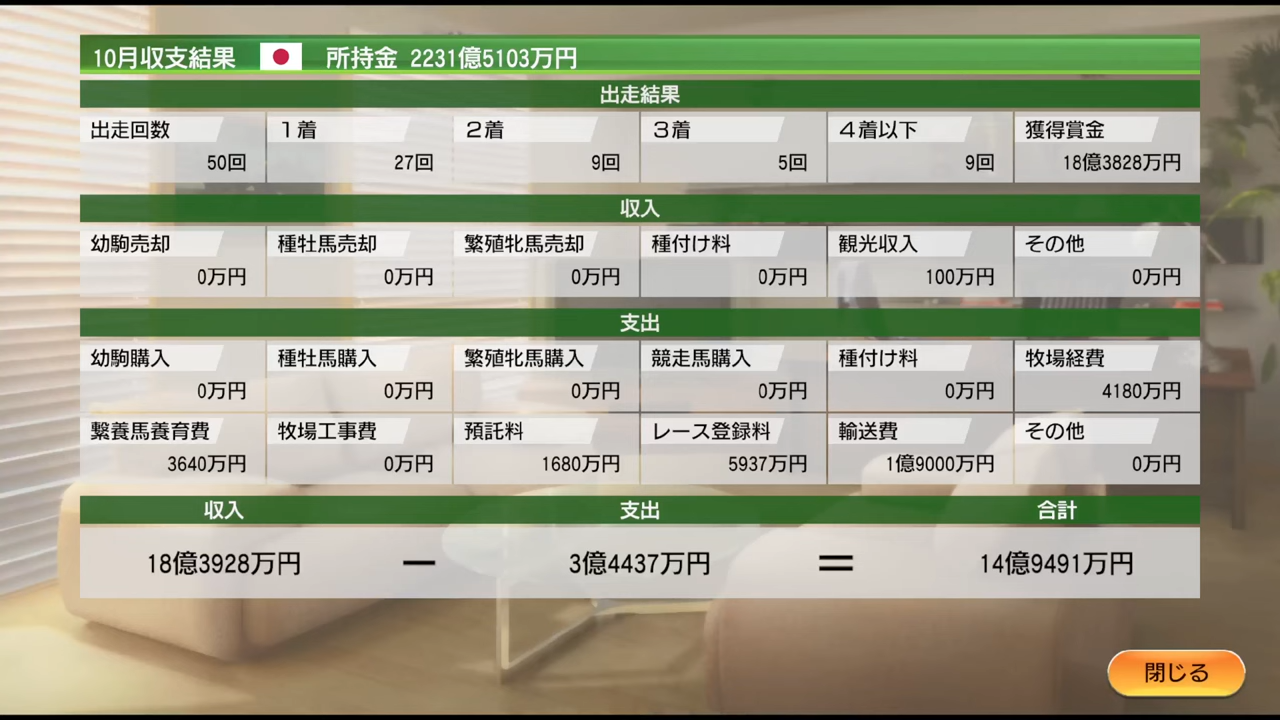 10月収支結果 所持金 2231億5103万円
出走結果
出走回数 1着 2着 3着 4着以下 獲得賞金
50回 27回 9回 5回 9回 18億3828万円
収入
幼駒売却 種牡馬売却 繁殖牝馬売却 種付け料 観光収入 その他
0万円 0万円 0万円 0万円 100万円 0万円
支出
幼駒購入 種牡馬購入 繁殖牝馬購入 競走馬購入 種付け料 牧場経費
0万円 0万円 0万円 0万円 0万円 4180万円
繋養馬養育費 牧場工事費 預託料 レース登録料 輸送費 その他
3640万円 0万円 1680万円 5937万円 1億9000万円 0万円
収入 支出 合計
18億3928万円 － 3億4437万円 ＝ 14億9491万円
閉じる